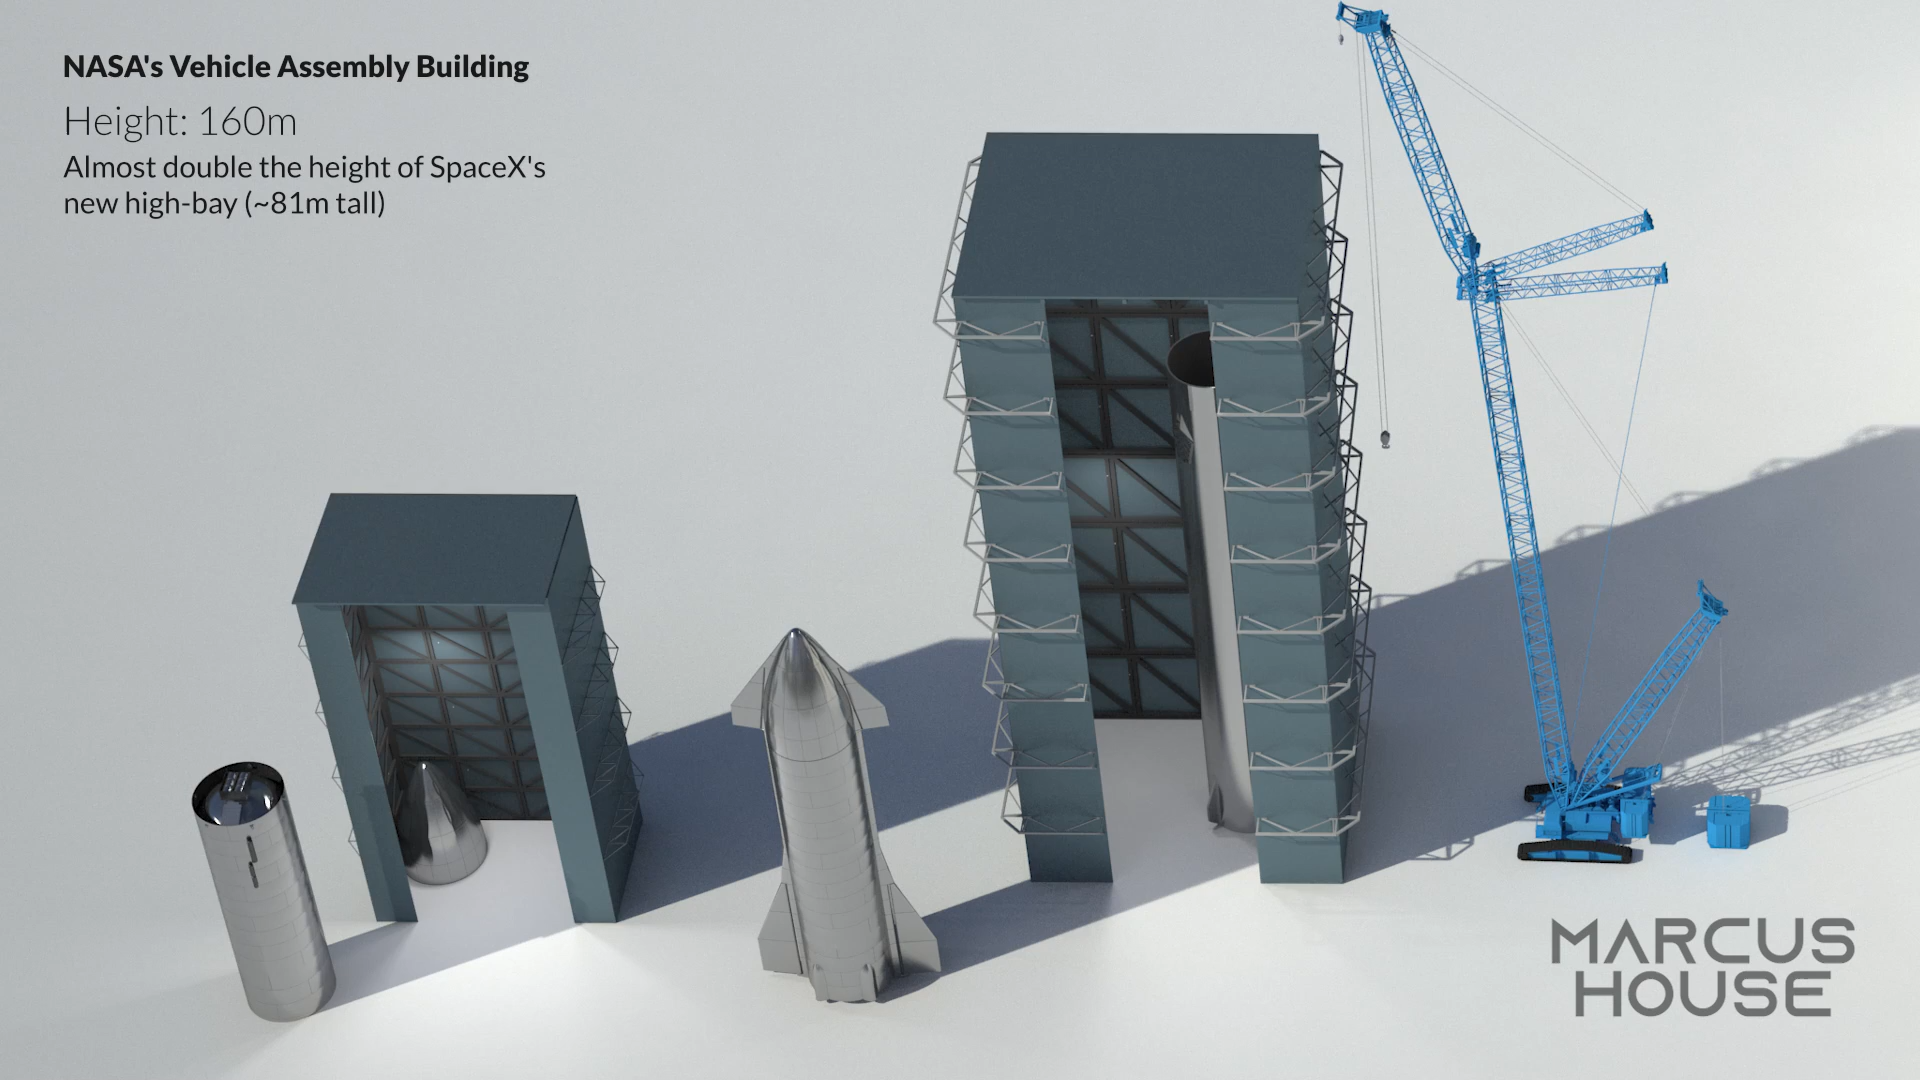 NASA's Vehicle Assembly Building
Height: 160m
Almost double the height of SpaceX's
new high-bay (~81m tall)
MARCUS
HOUSE